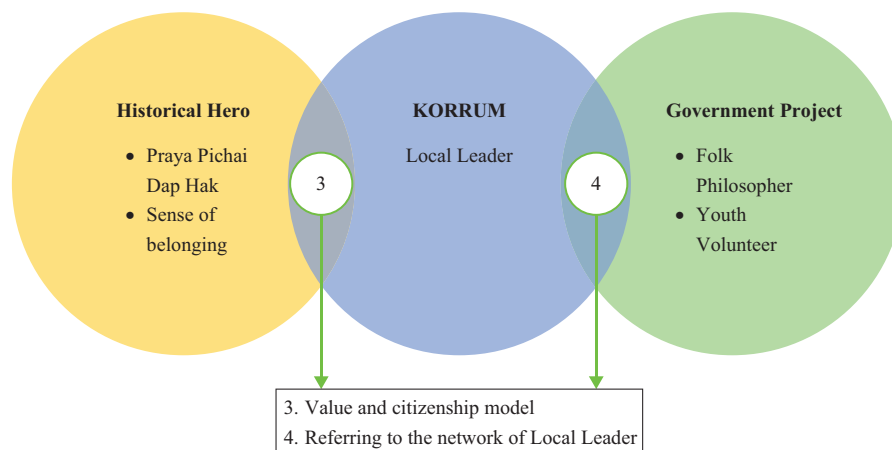 Historical Hero
• Praya Pichai
Dap Hak
• Sense of
belonging
3
KORRUM
Local Leader
4
Government Project
• Folk
Philosopher
• Youth
Volunteer
3. Value and citizenship model
4. Referring to the network of Local Leader